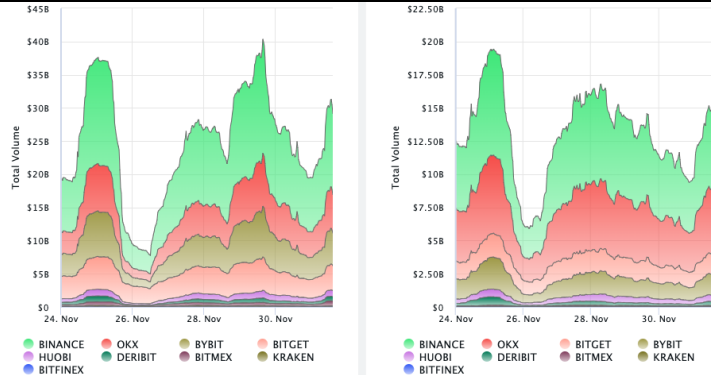 $45B
$40B
$35B
$30B
$25B
$20B
$15B
$10B
$5B
$0
Total Volume
24. Nov 26. Nov 28. Nov 30. Nov
BINANCE OKX BYBIT BITGET
HUOBI DERIBIT BITMEX KRAKEN
BITFINEX
$22.50B
$20B
$17.50B
$15B
$12.50B
$10B
$7.50B
$5B
$2.50B
$0
Total Volume
24. Nov 26. Nov 28. Nov 30. Nov
BINANCE OKX BITGET BYBIT
HUOBI DERIBIT BITMEX KRAKEN
BITFINEX